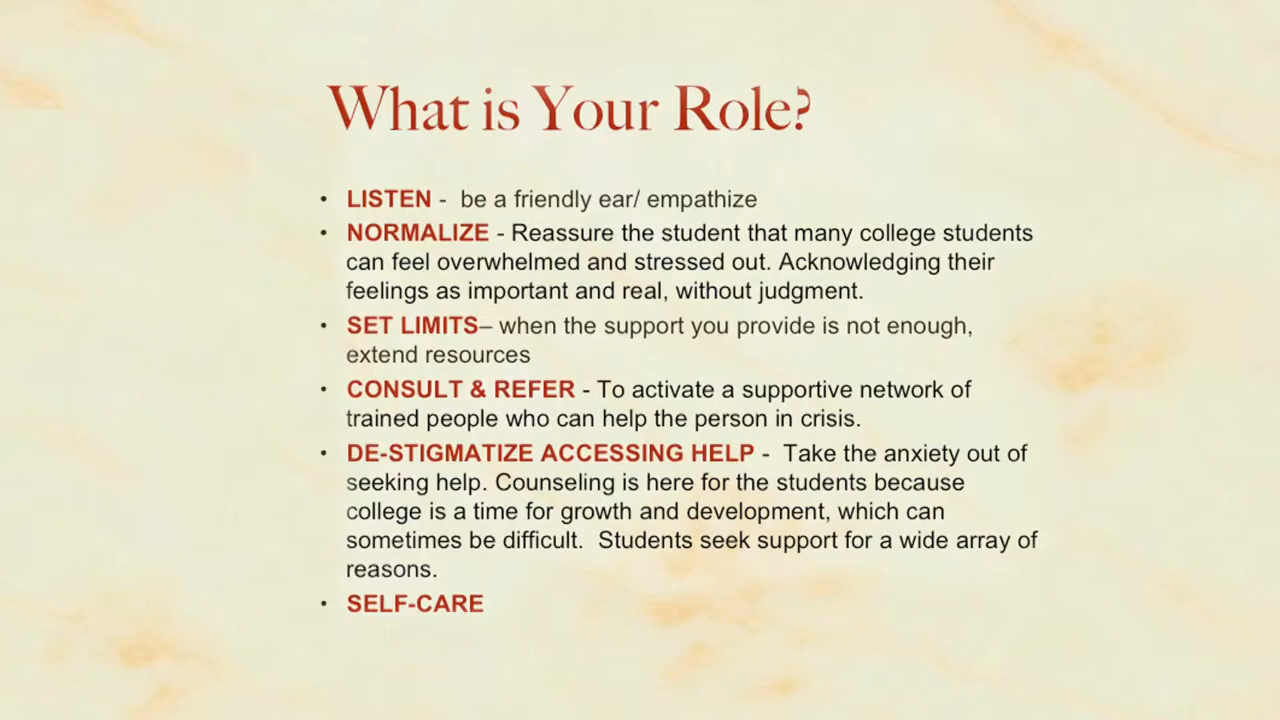 What is Your Role?
• LISTEN - be a friendly ear/ empathize
• NORMALIZE - Reassure the student that many college students
can feel overwhelmed and stressed out. Acknowledging their
feelings as important and real, without judgment.
• SET LIMITS– when the support you provide is not enough,
extend resources
• CONSULT & REFER - To activate a supportive network of
trained people who can help the person in crisis.
• DE-STIGMATIZE ACCESSING HELP - Take the anxiety out of
seeking help. Counseling is here for the students because
college is a time for growth and development, which can
sometimes be difficult. Students seek support for a wide array of
reasons.
• SELF-CARE